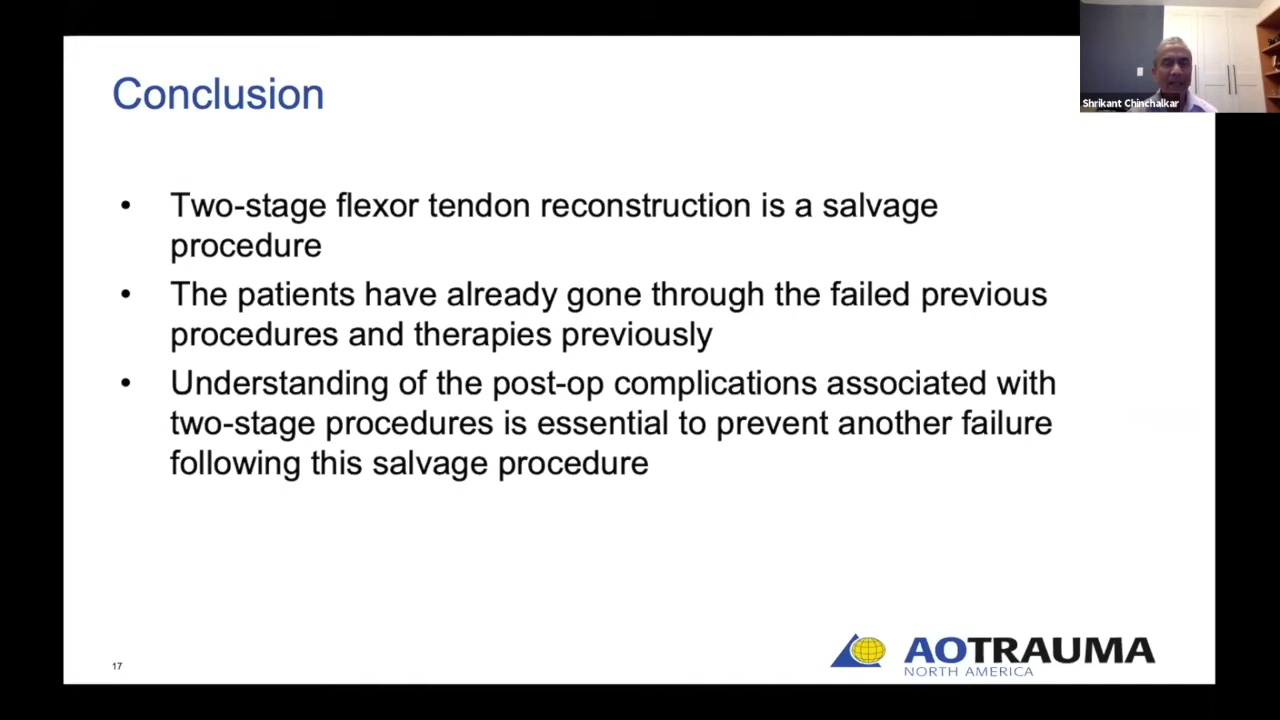 Conclusion
Shrikant Chinchalkar
• Two-stage flexor tendon reconstruction is a salvage
procedure
• The patients have already gone through the failed previous
procedures and therapies previously
• Understanding of the post-op complications associated with
two-stage procedures is essential to prevent another failure
following this salvage procedure
17
AOTRAUMA
NORTH AMERICA